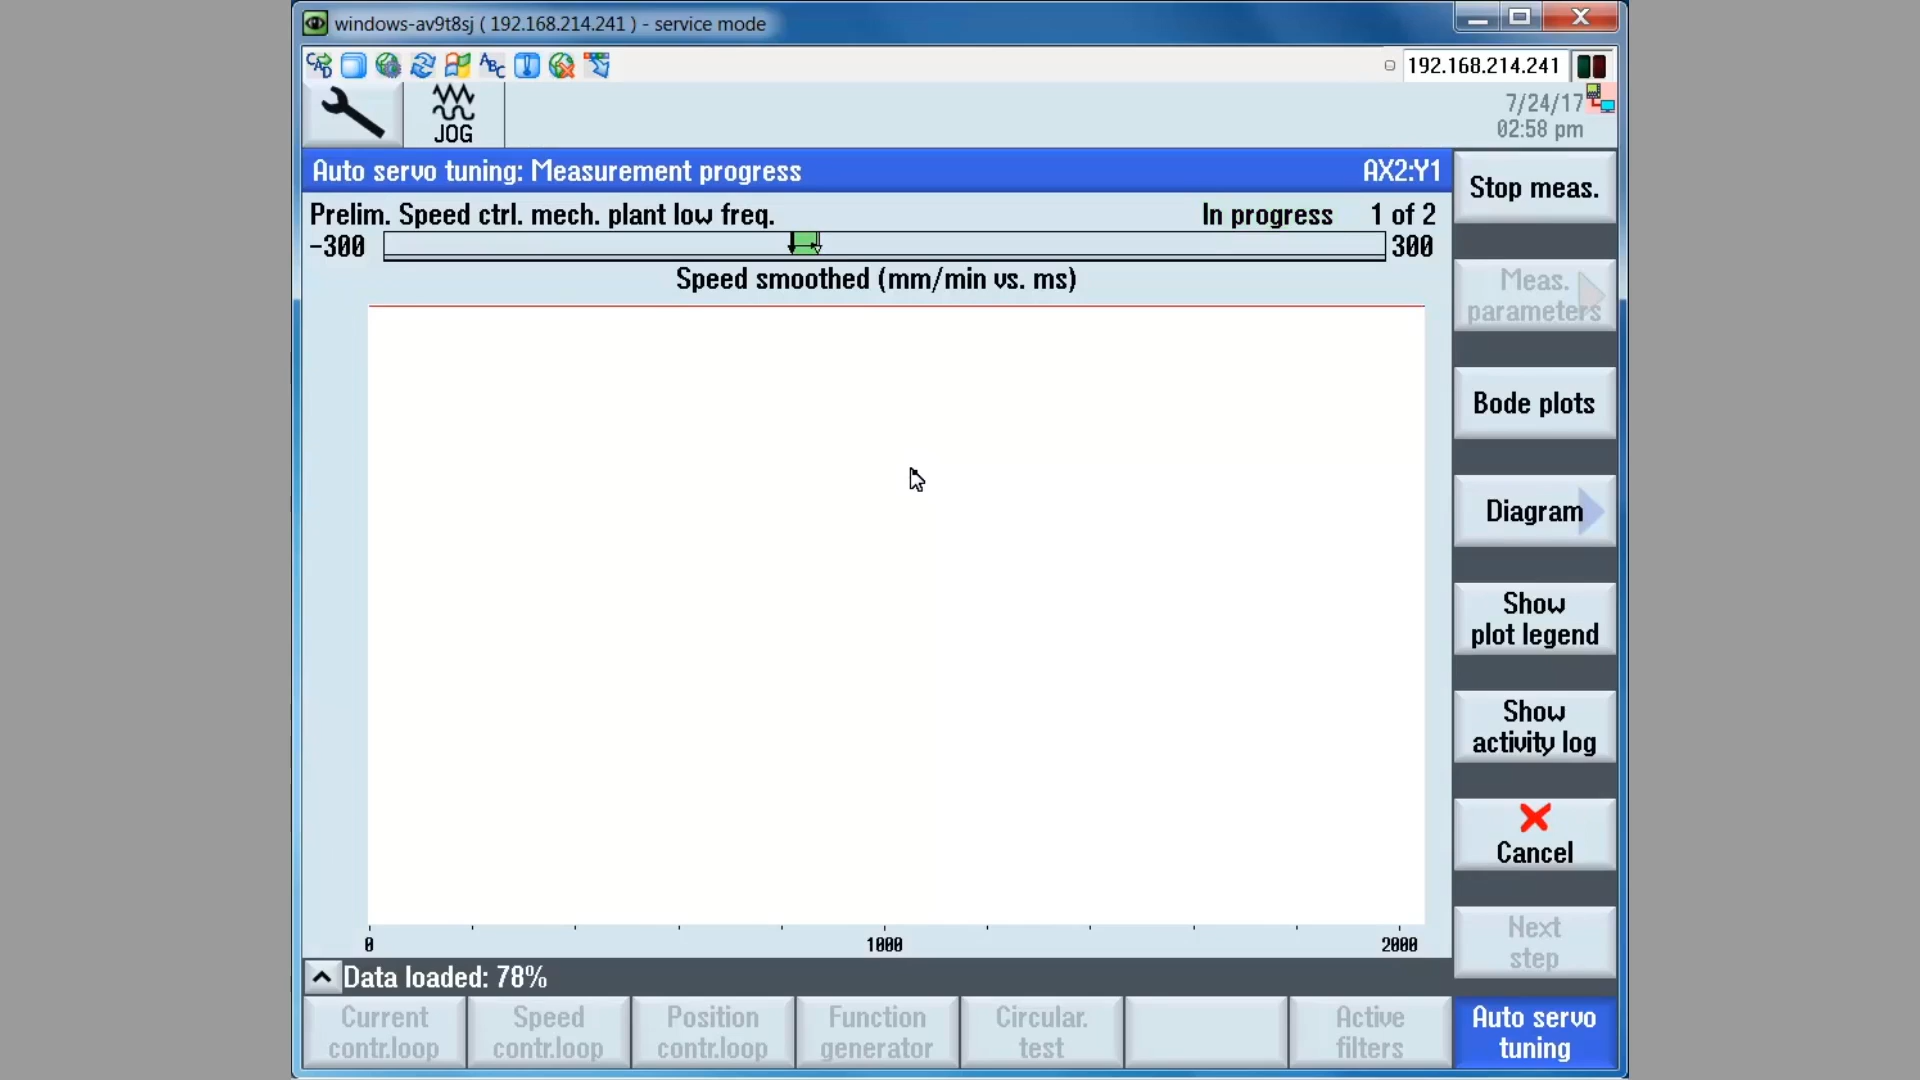 windows-av9t8sj ( 192.168.214.241 ) - service mode
192.168.214.241
JOG
7/24/17
02:58 pm
Auto servo tuning: Measurement progress AX2:Y1
Prelim. Speed ctrl. mech. plant low freq. In progress 1 of 2
-300 300
Speed smoothed (mm/min vs. ms)
0 1000 2000
Data loaded: 78%
Stop meas.
Meas.
parameters
Bode plots
Diagram
Show
plot legend
Show
activity log
Cancel
Next
step
Current
contr.loop
Speed
contr.loop
Position
contr.loop
Function
generator
Circular.
test
Active
filters
Auto servo
tuning